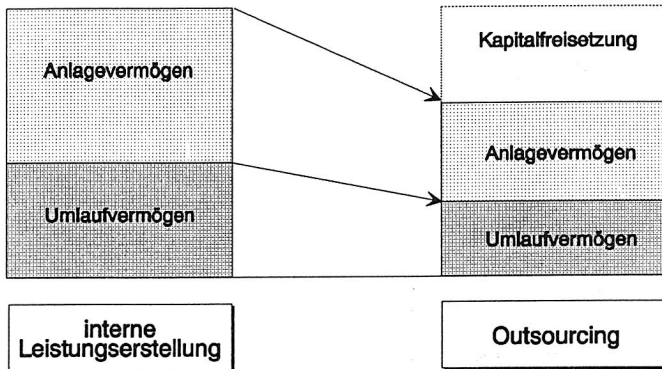 Anlagevermögen
Umlaufvermögen
interne
Leistungserstellung
Kapitalfreisetzung
Anlagevermögen
Umlaufvermögen
Outsourcing